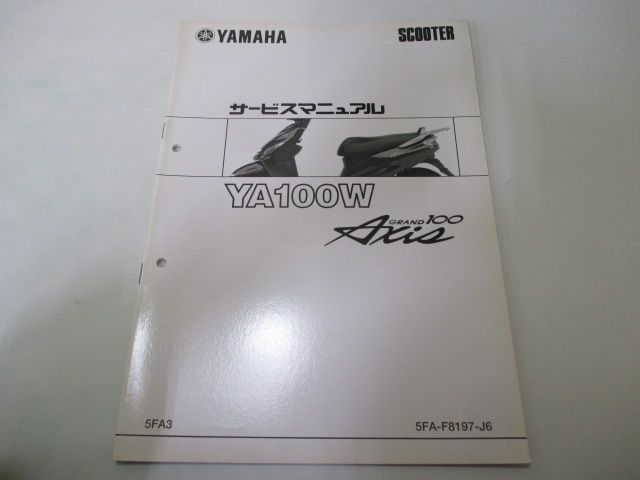 YAMAHA
SCOOTER
サービスマニュアル
YA100W
GRAND 100
Axis
5FA3
5FA-F8197-J6